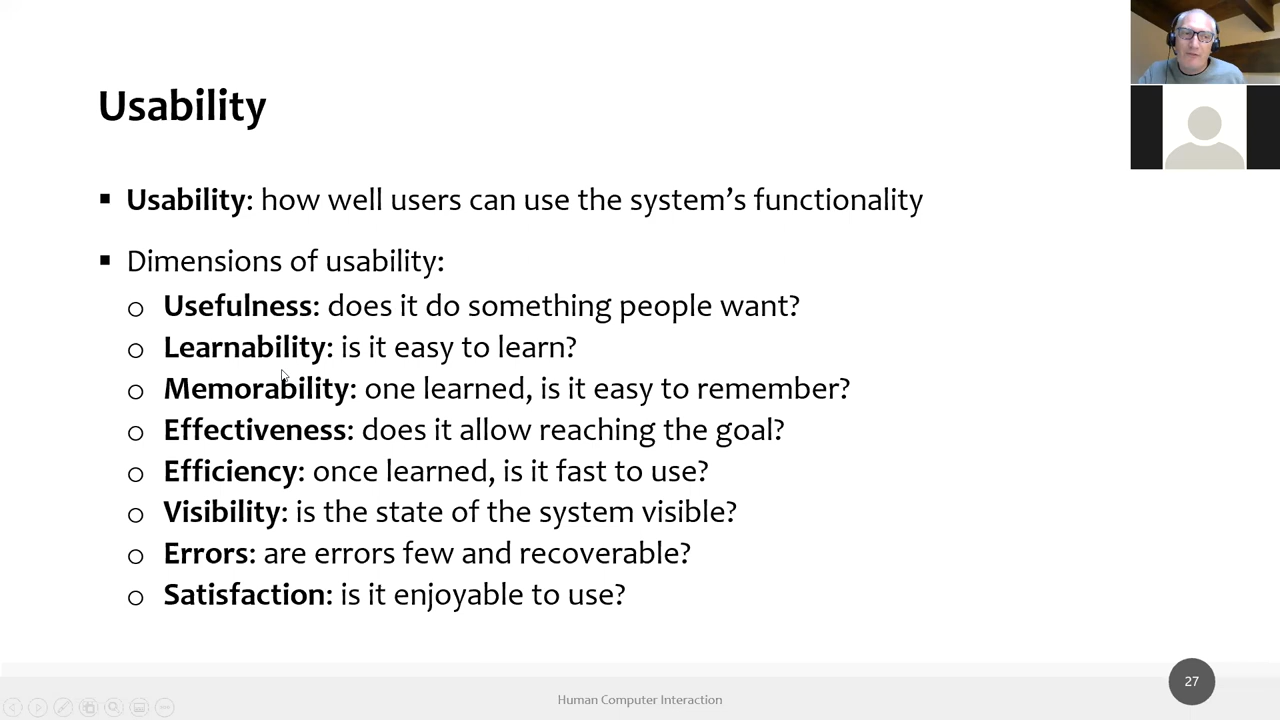 Usability
▪ Usability: how well users can use the system’s functionality
▪ Dimensions of usability:
o Usefulness: does it do something people want?
o Learnability: is it easy to learn?
o Memorability: one learned, is it easy to remember?
o Effectiveness: does it allow reaching the goal?
o Efficiency: once learned, is it fast to use?
o Visibility: is the state of the system visible?
o Errors: are errors few and recoverable?
o Satisfaction: is it enjoyable to use?
Human Computer Interaction
27